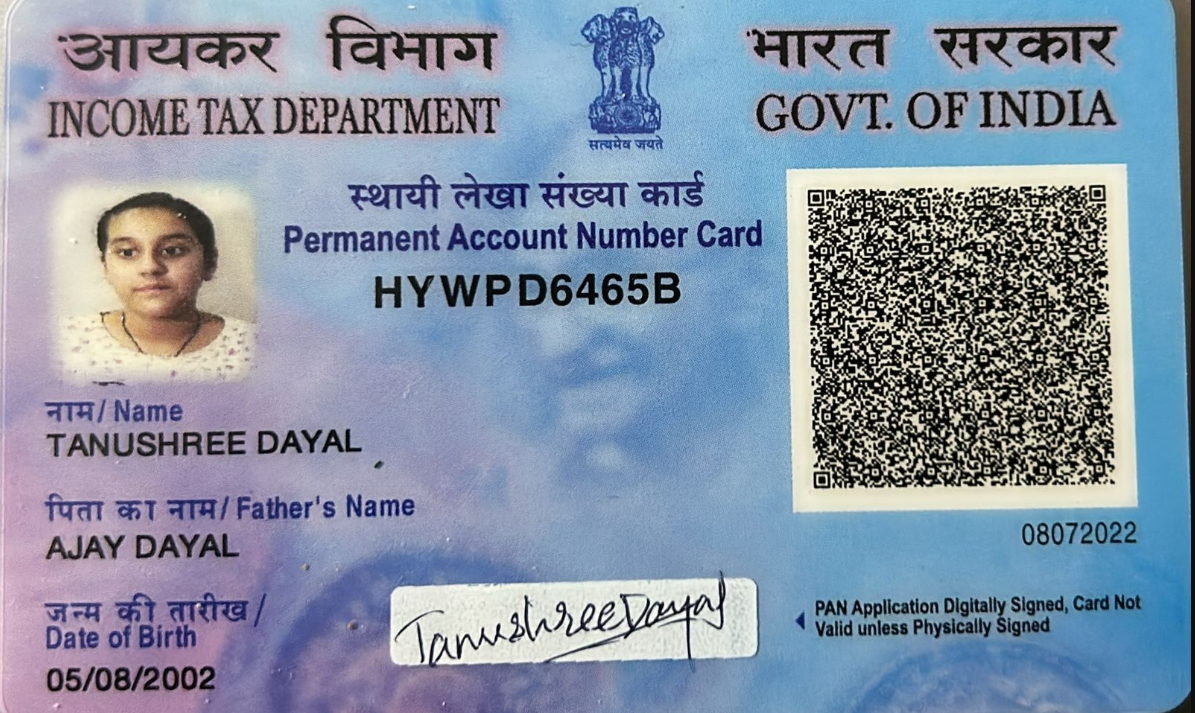 आयकर विभाग
INCOME TAX DEPARTMENT
सत्यमेव जयते
भारत सरकार
GOVT. OF INDIA
स्थायी लेखा संख्या कार्ड
Permanent Account Number Card
HYWPD6465B
नाम/ Name
TANUSHREE DAYAL
पिता का नाम/ Father's Name
AJAY DAYAL
जन्म की तारीख/
Date of Birth
05/08/2002
TanushreeDayal
08072022
PAN Application Digitally Signed, Card Not
Valid unless Physically Signed